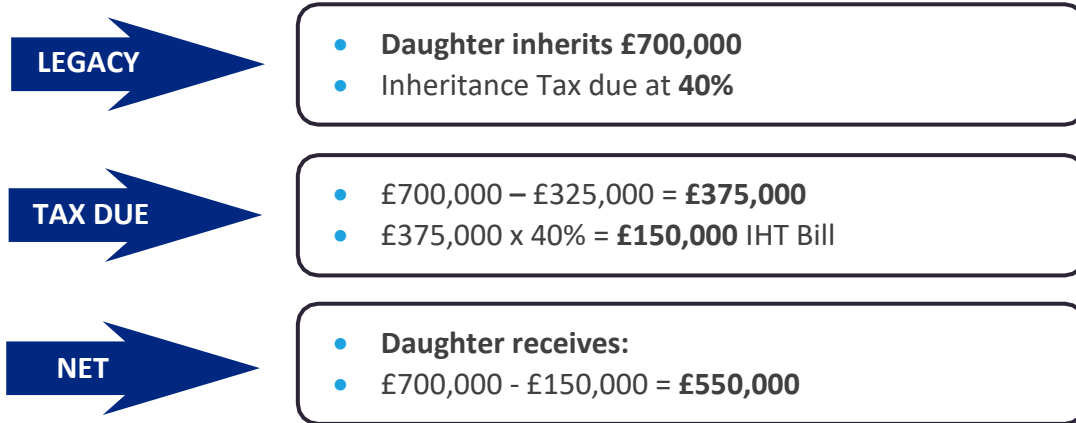 LEGACY
• Daughter inherits £700,000
• Inheritance Tax due at 40%
TAX DUE
• £700,000 – £325,000 = £375,000
• £375,000 x 40% = £150,000 IHT Bill
NET
• Daughter receives:
• £700,000 - £150,000 = £550,000